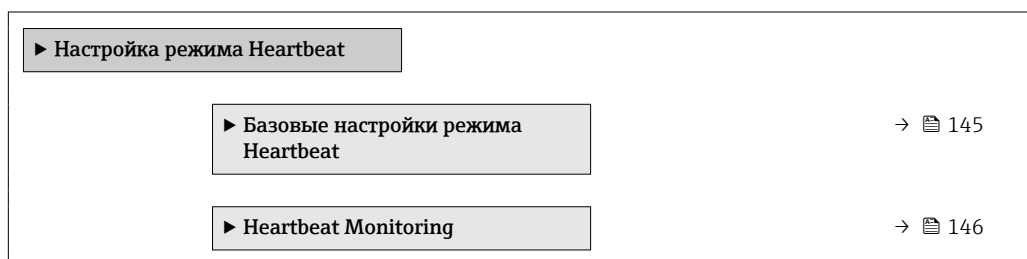 ▶ Настройка режима Heartbeat
▶ Базовые настройки режима → 145
Heartbeat
▶ Heartbeat Monitoring → 146